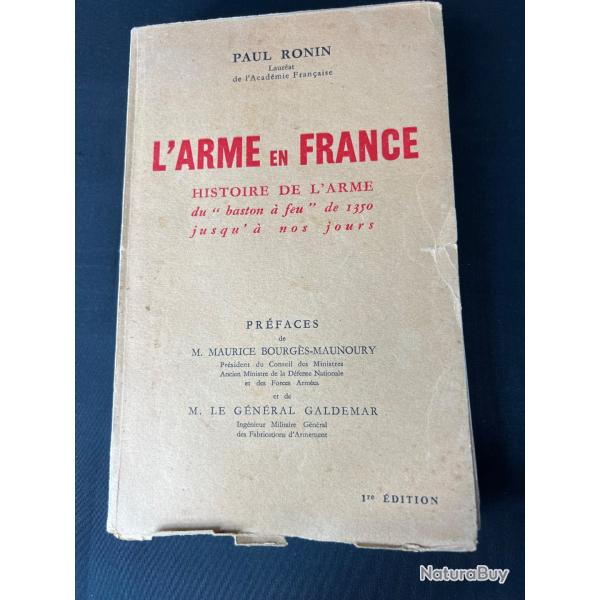 PAUL RONIN
Lauréat
de l'Académie Française
L'ARME EN FRANCE
HISTOIRE DE L'ARME
du " baston à feu " de 1350
jusqu'à nos jours
PRÉFACES
de
M. MAURICE BOURGÈS-MAUNOURY
Président du Conseil des Ministres
Ancien Ministre de la Défense Nationale
et des Forces Armées
et de
M. LE GÉNÉRAL GALDEMAR
Ingénieur Militaire Général
des Fabrications d'Armement
1re ÉDITION
NaturaBuy